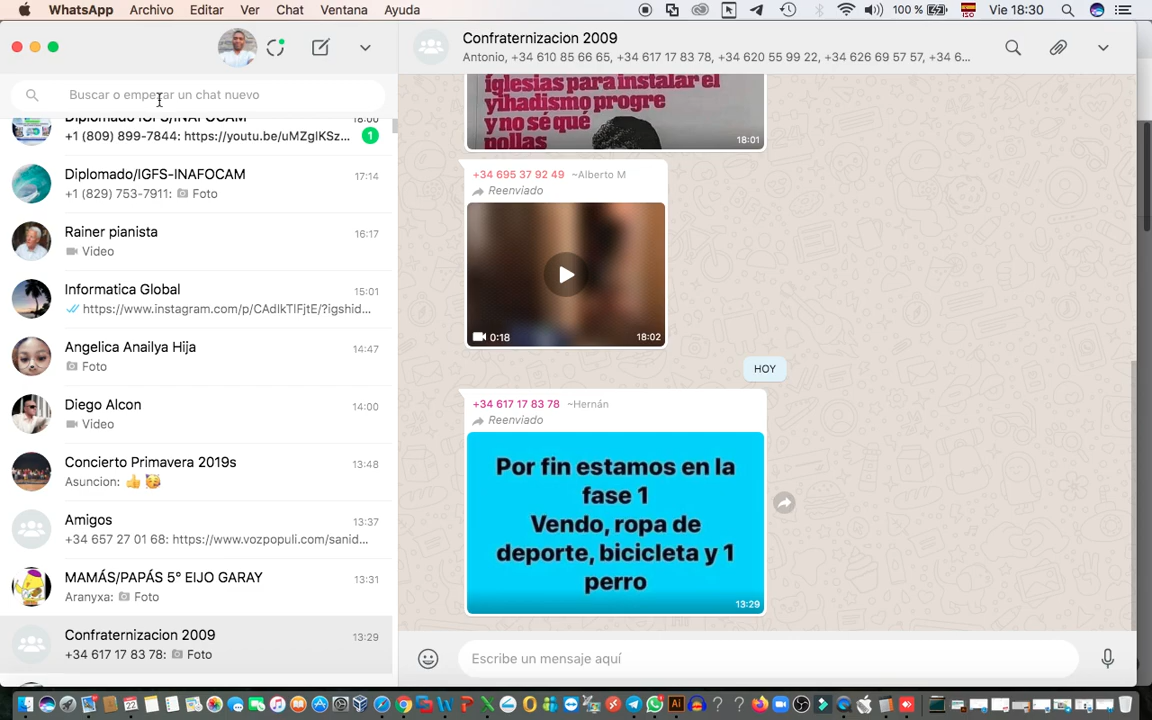 WhatsApp Archivo Editar Ver Chat Ventana Ayuda 100 % ISO Vie 18:30
Buscar o empezar un chat nuevo
Diplomado IGFS/INAFOCAM 18:00
+1 (809) 899-7844: https://youtu.be/uMZgIKSz... 1
Diplomado/IGFS-INAFOCAM 17:14
+1 (829) 753-7911: Foto
Rainer pianista 16:17
Video
Informatica Global 15:01
https://www.instagram.com/p/CAdlkTIFjtE/?igshid...
Angelica Anailya Hija 14:47
Foto
Diego Alcon 14:00
Video
Concierto Primavera 2019s 13:48
Asuncion: 👍 🥳
Amigos 13:37
+34 657 27 01 68: https://www.vozpopuli.com/sanid...
MAMÁS/PAPÁS 5° EIJO GARAY 13:31
Aranyxa: Foto
Confraternizacion 2009 13:29
+34 617 17 83 78: Foto
Confraternizacion 2009
Antonio, +34 610 85 66 65, +34 617 17 83 78, +34 620 55 99 22, +34 626 69 57 57, +34 6...
iglesias para instalar el
yihadismo progre
y no sé qué
pollas
18:01
+34 695 37 92 49 ~Alberto M
Reenviado
0:18 18:02
HOY
+34 617 17 83 78 ~Hernán
Reenviado
Por fin estamos en la
fase 1
Vendo, ropa de
deporte, bicicleta y 1
perro
13:29
Escribe un mensaje aquí